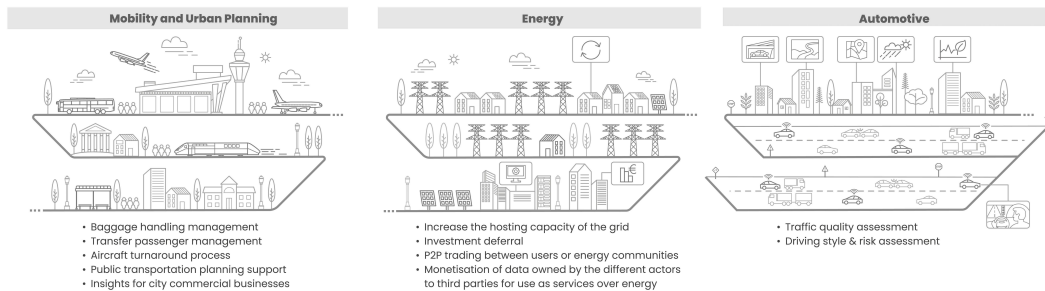 Mobility and Urban Planning
• Baggage handling management
• Transfer passenger management
• Aircraft turnaround process
• Public transportation planning support
• Insights for city commercial businesses
Energy
• Increase the hosting capacity of the grid
• Investment deferral
• P2P trading between users or energy communities
• Monetisation of data owned by the different actors
to third parties for use as services over energy
Automotive
• Traffic quality assessment
• Driving style & risk assessment